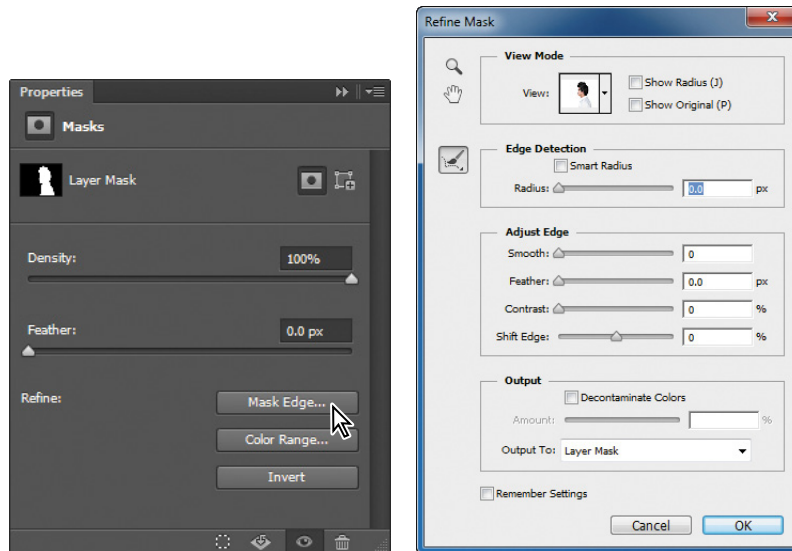 Properties
Masks
Layer Mask
Density: 100%
Feather: 0.0 px
Refine: Mask Edge...
Color Range...
Invert
Refine Mask
View Mode
View:
Show Radius (J)
Show Original (P)
Edge Detection
Smart Radius
Radius: 0.0 px
Adjust Edge
Smooth: 0
Feather: 0.0 px
Contrast: 0 %
Shift Edge: 0 %
Output
Decontaminate Colors
Amount: %
Output To: Layer Mask
Remember Settings
Cancel OK